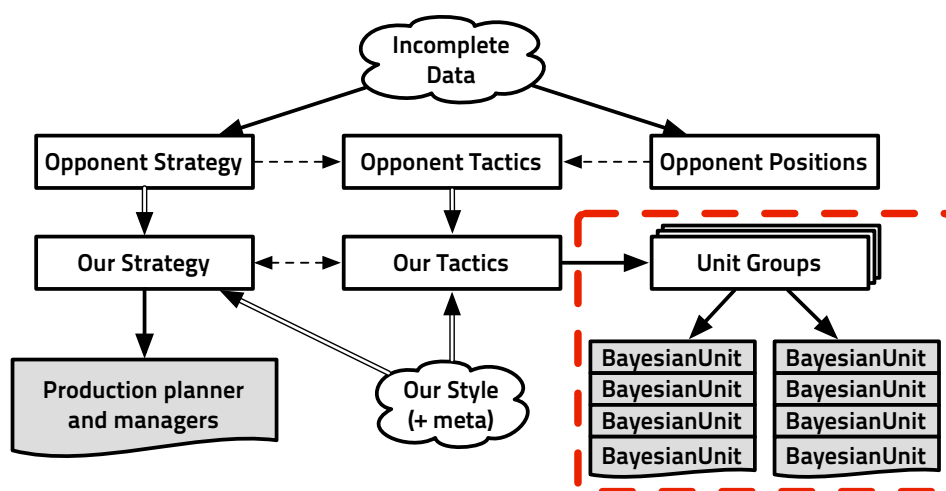 Incomplete
Data
Opponent Strategy
Opponent Tactics
Opponent Positions
Our Strategy
Our Tactics
Unit Groups
Production planner
and managers
Our Style
(+ meta)
BayesianUnit
BayesianUnit
BayesianUnit
BayesianUnit
BayesianUnit
BayesianUnit
BayesianUnit
BayesianUnit